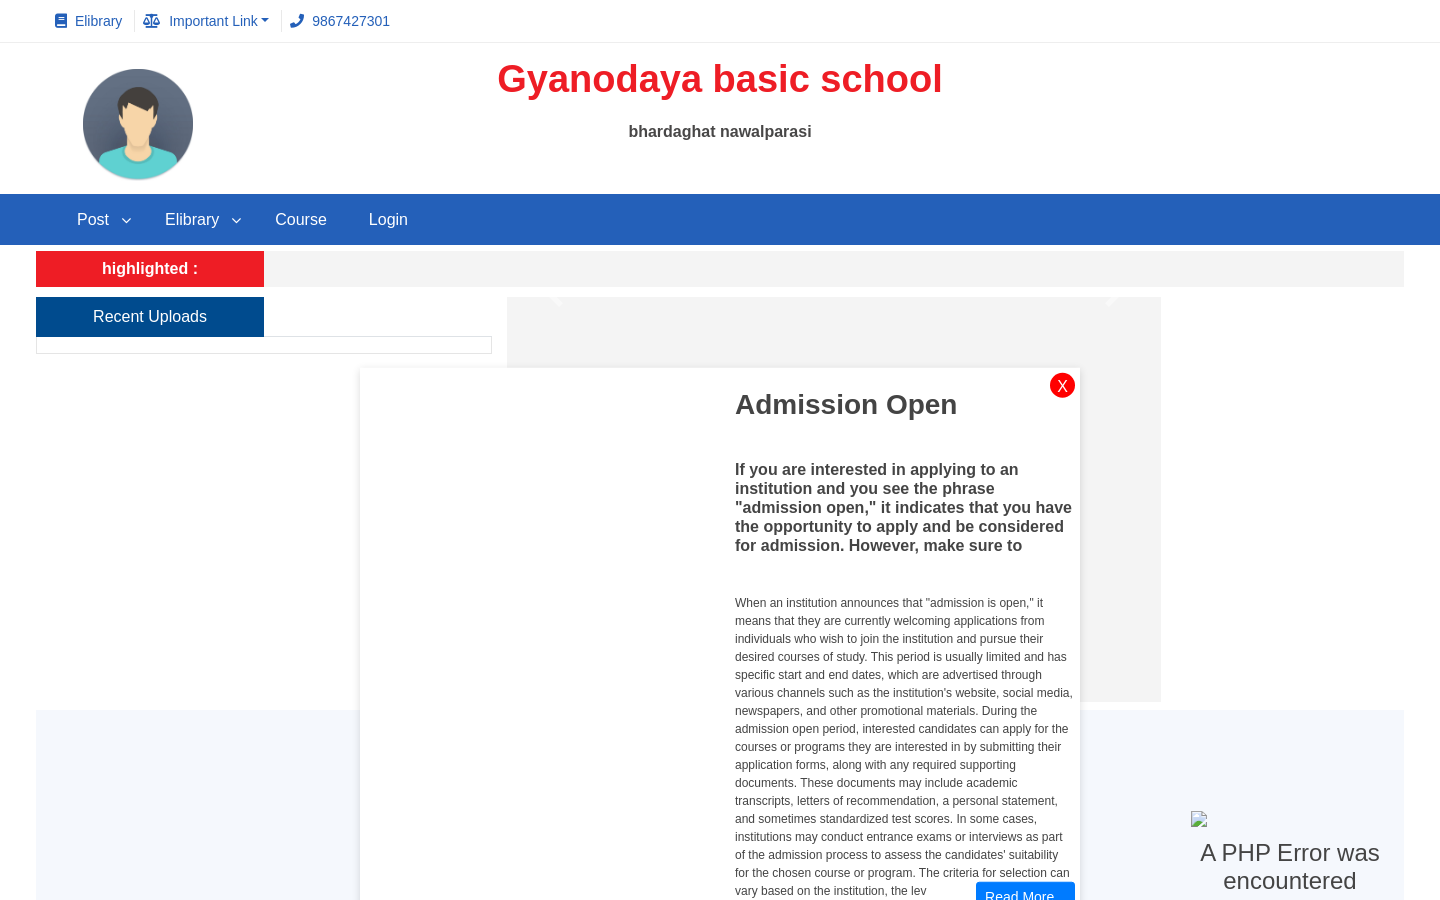 Elibrary
Important Link
9867427301
Gyanodaya basic school
bhardaghat nawalparasi
Post
Elibrary
Course
Login
highlighted :
Recent Uploads
X
Admission Open
If you are interested in applying to an
institution and you see the phrase
"admission open," it indicates that you have
the opportunity to apply and be considered
for admission. However, make sure to
When an institution announces that "admission is open," it
means that they are currently welcoming applications from
individuals who wish to join the institution and pursue their
desired courses of study. This period is usually limited and has
specific start and end dates, which are advertised through
various channels such as the institution's website, social media,
newspapers, and other promotional materials. During the
admission open period, interested candidates can apply for the
courses or programs they are interested in by submitting their
application forms, along with any required supporting
documents. These documents may include academic
transcripts, letters of recommendation, a personal statement,
and sometimes standardized test scores. In some cases,
institutions may conduct entrance exams or interviews as part
of the admission process to assess the candidates' suitability
for the chosen course or program. The criteria for selection can
vary based on the institution, the lev
Read More
A PHP Error was
encountered